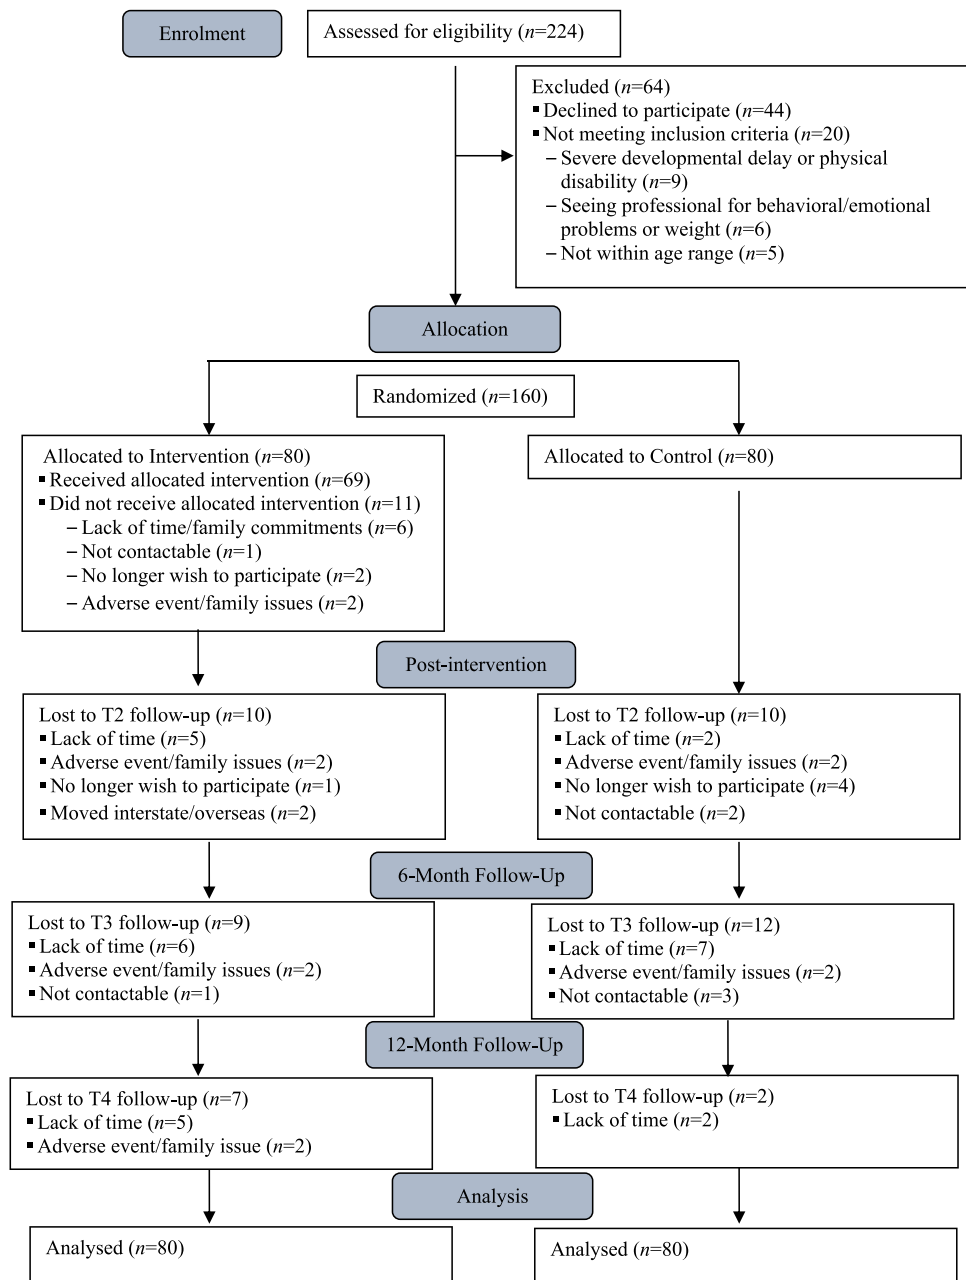 Enrolment
Assessed for eligibility (n=224)
Excluded (n=64)
▪ Declined to participate (n=44)
▪ Not meeting inclusion criteria (n=20)
– Severe developmental delay or physical
disability (n=9)
– Seeing professional for behavioral/emotional
problems or weight (n=6)
– Not within age range (n=5)
Allocation
Randomized (n=160)
Allocated to Intervention (n=80)
▪ Received allocated intervention (n=69)
▪ Did not receive allocated intervention (n=11)
– Lack of time/family commitments (n=6)
– Not contactable (n=1)
– No longer wish to participate (n=2)
– Adverse event/family issues (n=2)
Allocated to Control (n=80)
Post-intervention
Lost to T2 follow-up (n=10)
▪ Lack of time (n=5)
▪ Adverse event/family issues (n=2)
▪ No longer wish to participate (n=1)
▪ Moved interstate/overseas (n=2)
Lost to T2 follow-up (n=10)
▪ Lack of time (n=2)
▪ Adverse event/family issues (n=2)
▪ No longer wish to participate (n=4)
▪ Not contactable (n=2)
6-Month Follow-Up
Lost to T3 follow-up (n=9)
▪ Lack of time (n=6)
▪ Adverse event/family issues (n=2)
▪ Not contactable (n=1)
Lost to T3 follow-up (n=12)
▪ Lack of time (n=7)
▪ Adverse event/family issues (n=2)
▪ Not contactable (n=3)
12-Month Follow-Up
Lost to T4 follow-up (n=7)
▪ Lack of time (n=5)
▪ Adverse event/family issue (n=2)
Lost to T4 follow-up (n=2)
▪ Lack of time (n=2)
Analysis
Analysed (n=80)
Analysed (n=80)